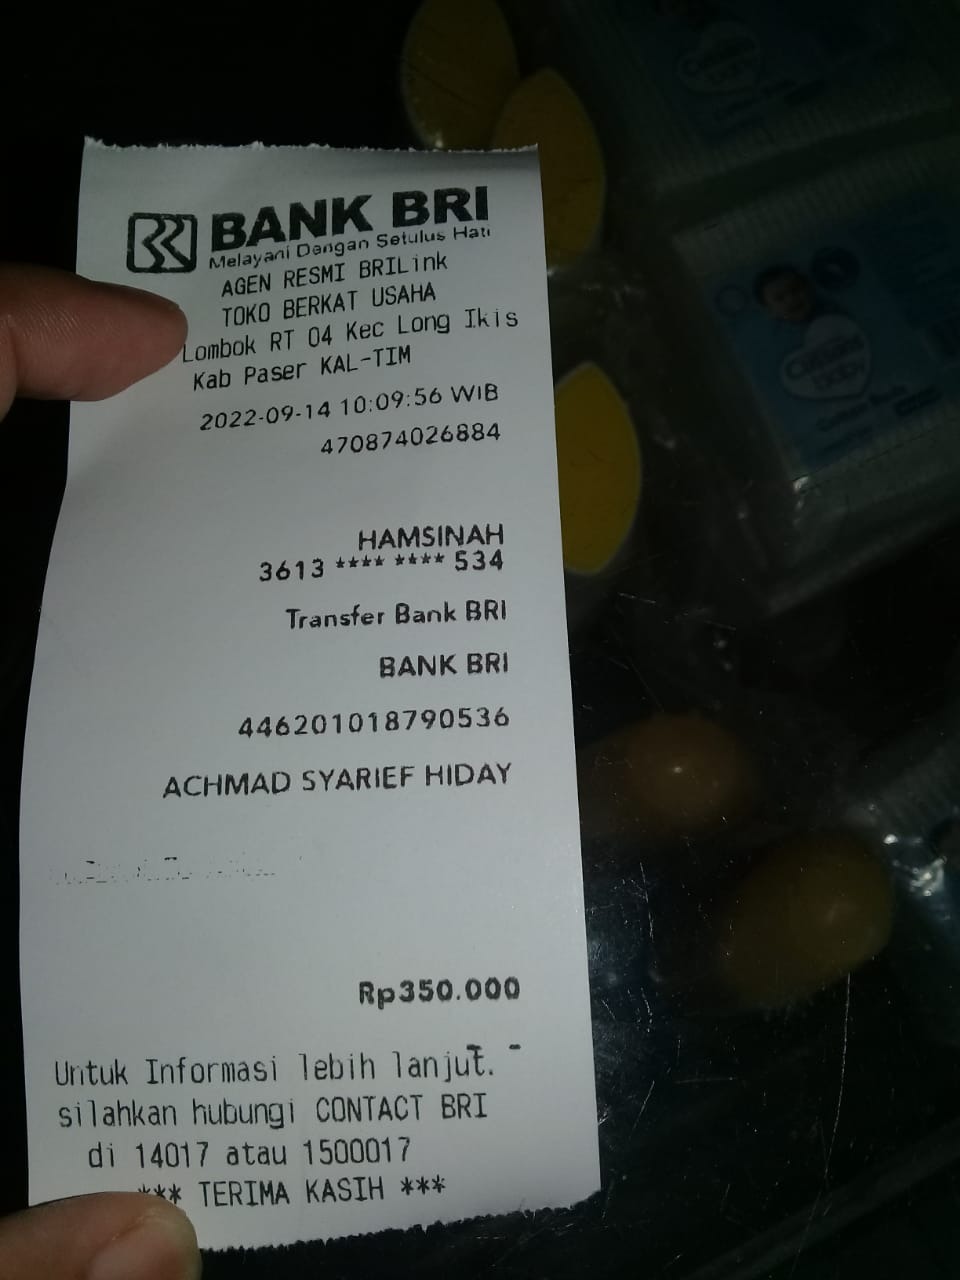 BANK BRI
Melayani Dengan Setulus Hati
AGEN RESMI BRILink
TOKO BERKAT USAHA
Lombok RT 04 Kec Long Ikis
Kab Paser KAL-TIM
2022-09-14 10:09:56 WIB
470874026884
HAMSINAH
3613 **** **** 534
Transfer Bank BRI
BANK BRI
446201018790536
ACHMAD SYARIEF HIDAY
Rp350.000
Untuk Informasi lebih lanjut.
silahkan hubungi CONTACT BRI
di 14017 atau 1500017
*** TERIMA KASIH ***
baby